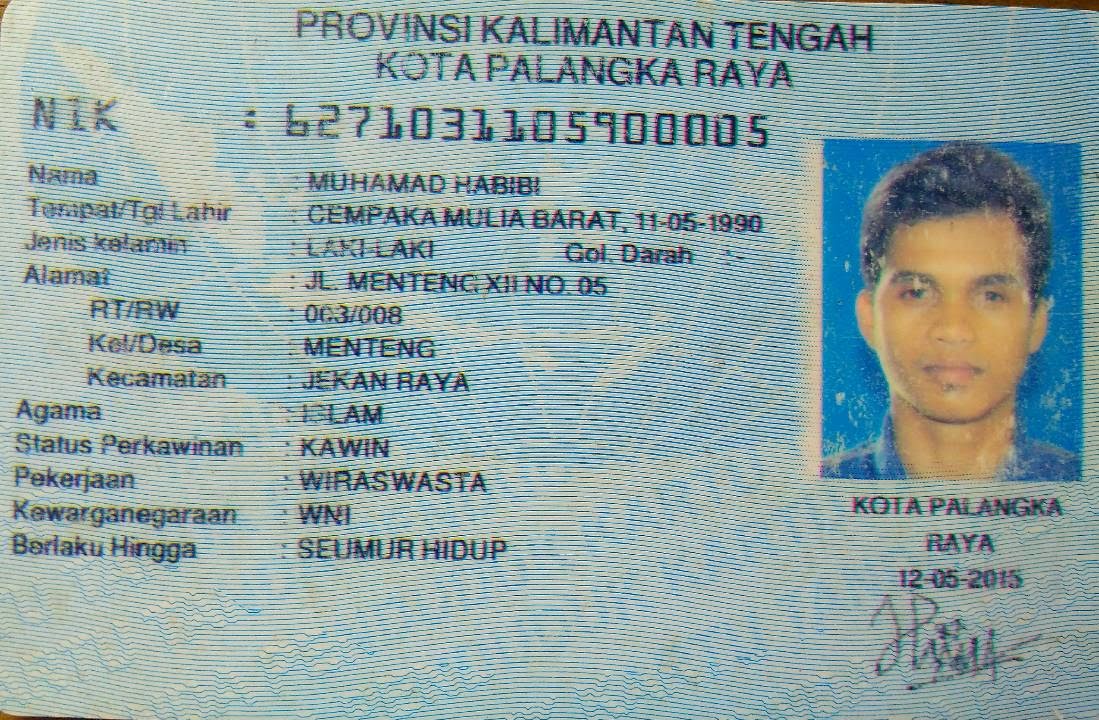 PROVINSI KALIMANTAN TENGAH
KOTA PALANGKA RAYA
NIK : 6271031105900005
Nama : MUHAMAD HABIBI
Tempat/Tgl Lahir : CEMPAKA MULIA BARAT, 11-05-1990
Jenis kelamin : LAKI-LAKI Gol. Darah : -
Alamat : JL. MENTENG XII NO. 05
RT/RW : 003/008
Kel/Desa : MENTENG
Kecamatan : JEKAN RAYA
Agama : ISLAM
Status Perkawinan : KAWIN
Pekerjaan : WIRASWASTA
Kewarganegaraan : WNI
Berlaku Hingga : SEUMUR HIDUP
KOTA PALANGKA
RAYA
12-05-2015